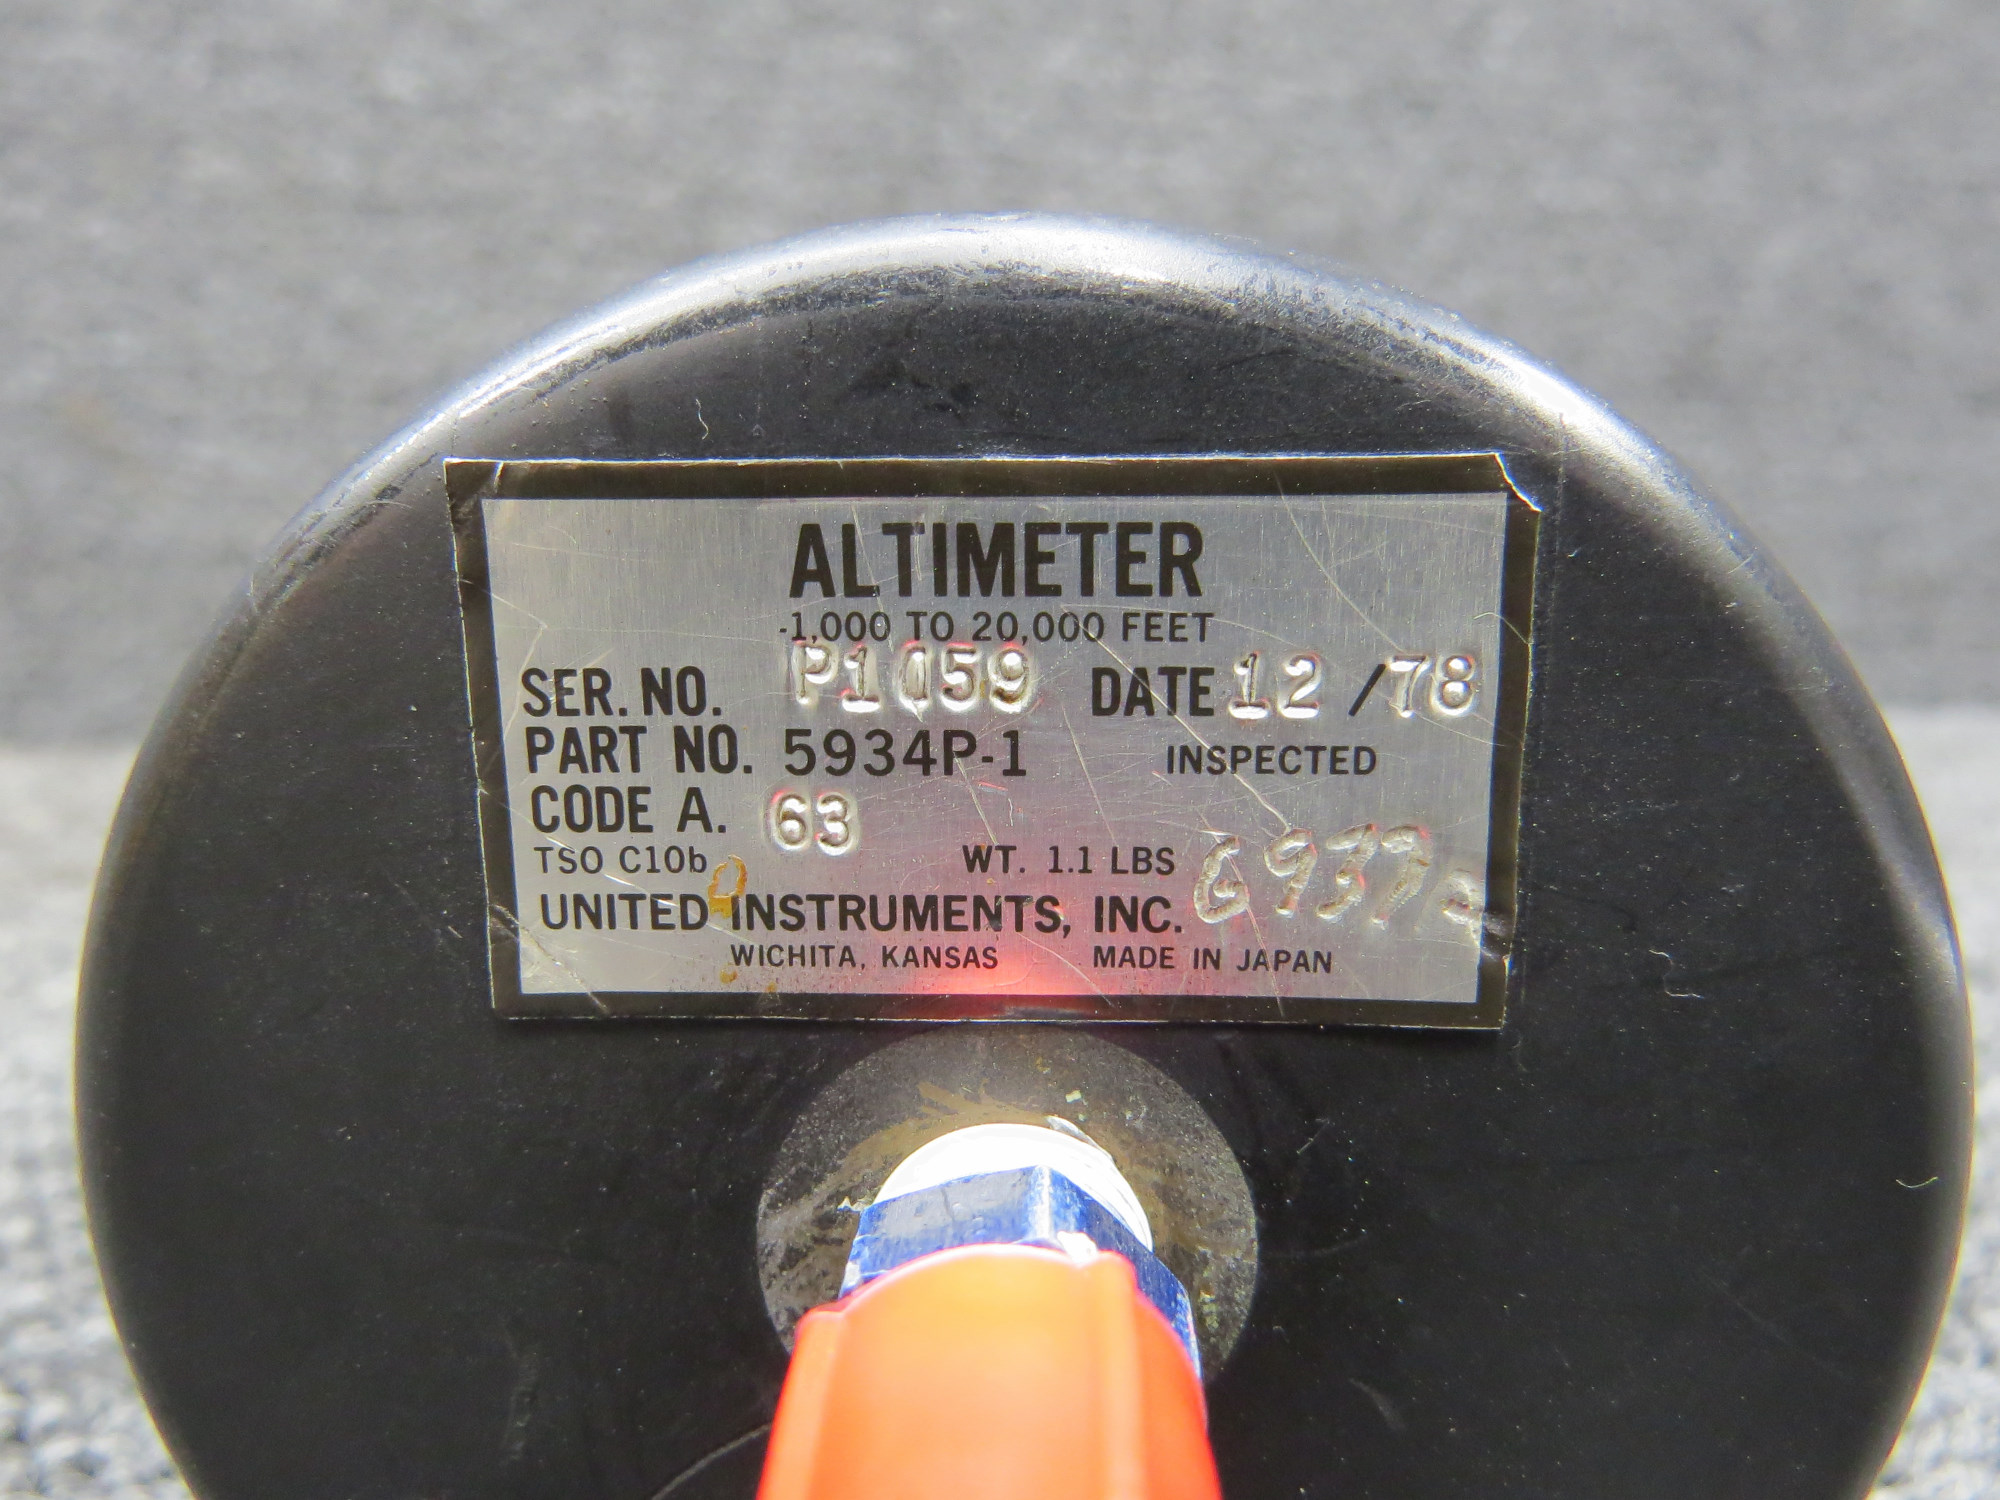 ALTIMETER
-1,000 TO 20,000 FEET
SER. NO. P1059 DATE 12/78
PART NO. 5934P-1 INSPECTED
CODE A. 63
TSO C10b WT. 1.1 LBS
UNITED INSTRUMENTS, INC.
WICHITA, KANSAS MADE IN JAPAN